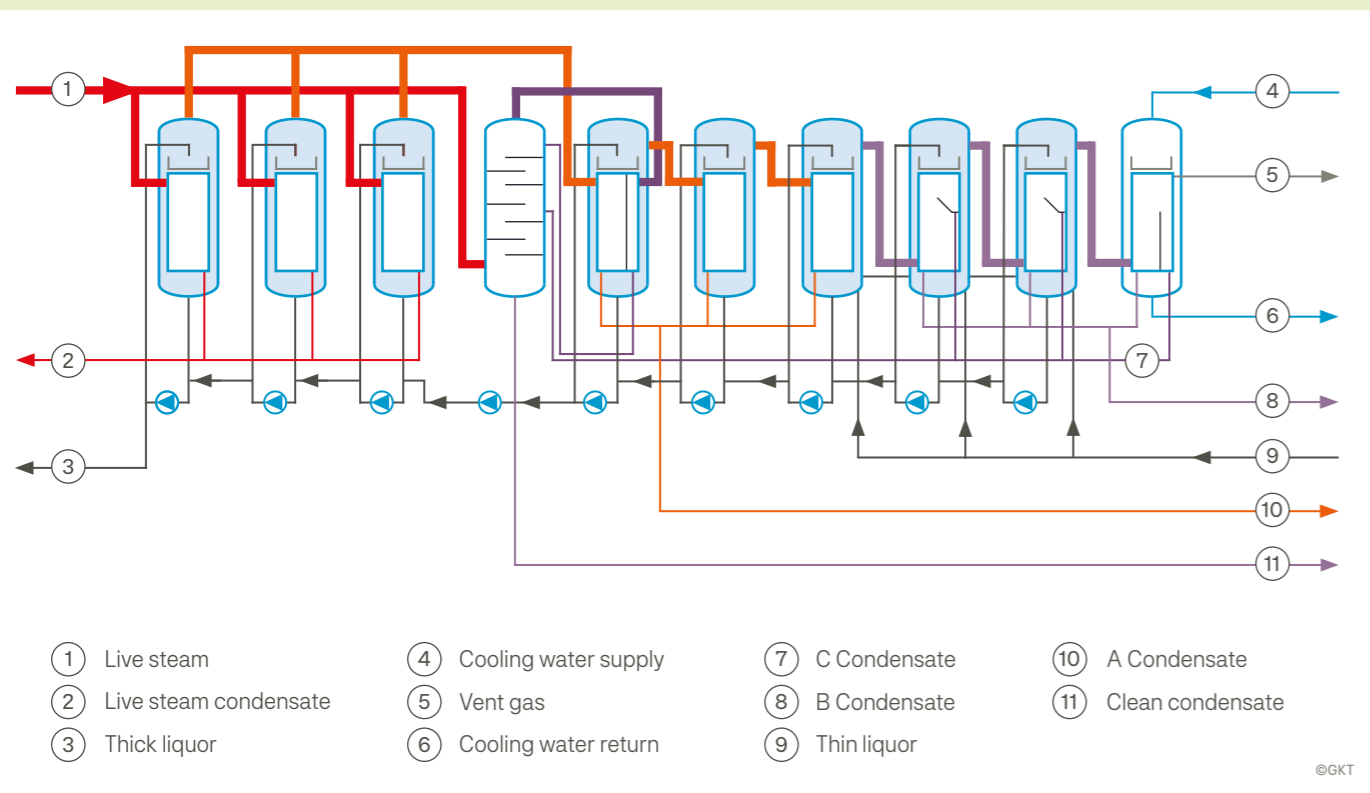 1
4
5
6
2
7
8
9
3
10
11
1 Live steam
2 Live steam condensate
3 Thick liquor
4 Cooling water supply
5 Vent gas
6 Cooling water return
7 C Condensate
8 B Condensate
9 Thin liquor
10 A Condensate
11 Clean condensate
©GKT